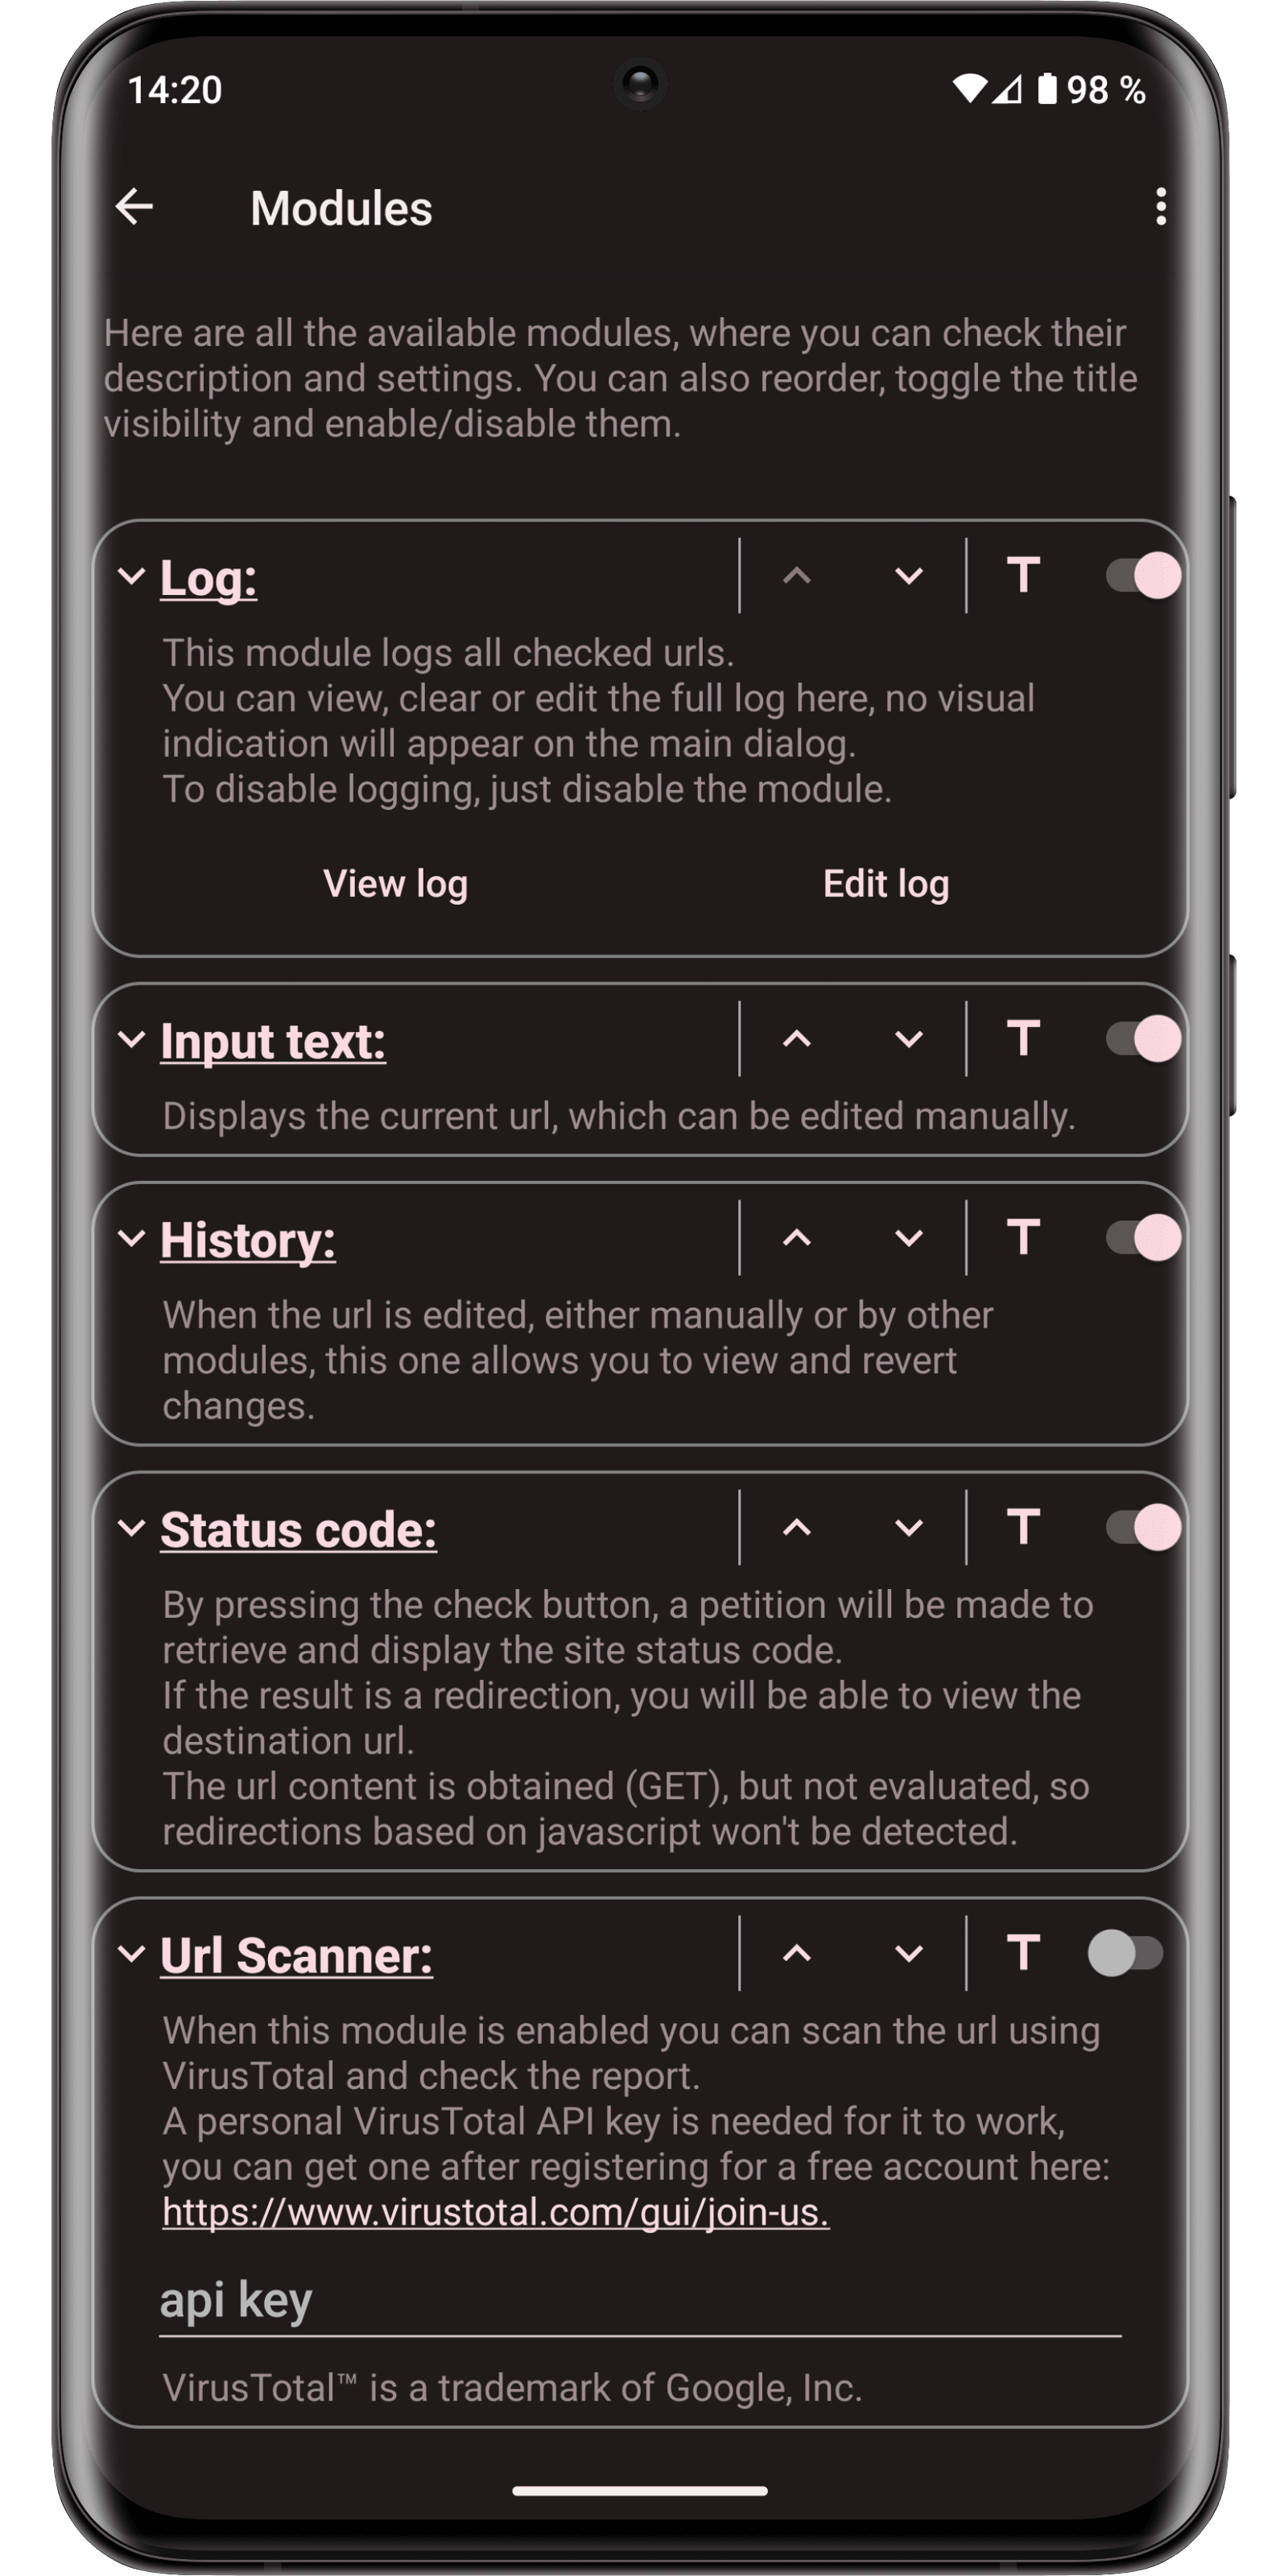 14:20
98 %
Modules
Here are all the available modules, where you can check their
description and settings. You can also reorder, toggle the title
visibility and enable/disable them.
Log:
T
This module logs all checked urls.
You can view, clear or edit the full log here, no visual
indication will appear on the main dialog.
To disable logging, just disable the module.
View log
Edit log
Input text:
T
Displays the current url, which can be edited manually.
History:
T
When the url is edited, either manually or by other
modules, this one allows you to view and revert
changes.
Status code:
T
By pressing the check button, a petition will be made to
retrieve and display the site status code.
If the result is a redirection, you will be able to view the
destination url.
The url content is obtained (GET), but not evaluated, so
redirections based on javascript won't be detected.
Url Scanner:
T
When this module is enabled you can scan the url using
VirusTotal and check the report.
A personal VirusTotal API key is needed for it to work,
you can get one after registering for a free account here:
https://www.virustotal.com/gui/join-us.
api key
VirusTotal™ is a trademark of Google, Inc.